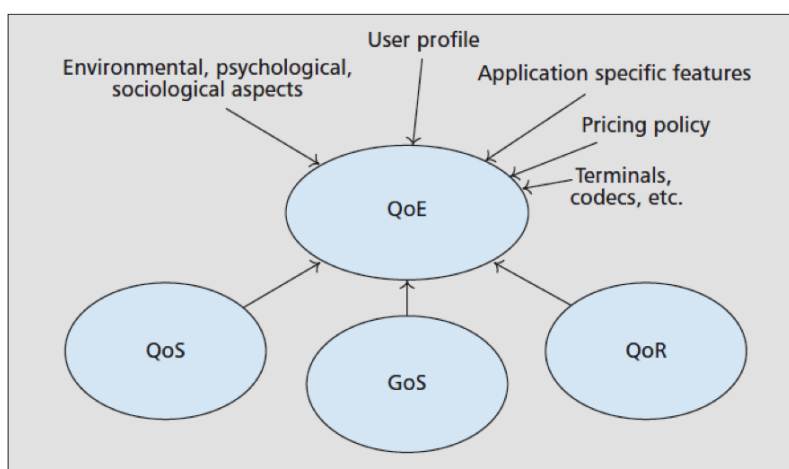 User profile
Environmental, psychological,
sociological aspects
Application specific features
Pricing policy
Terminals,
codecs, etc.
QoE
QoS
GoS
QoR